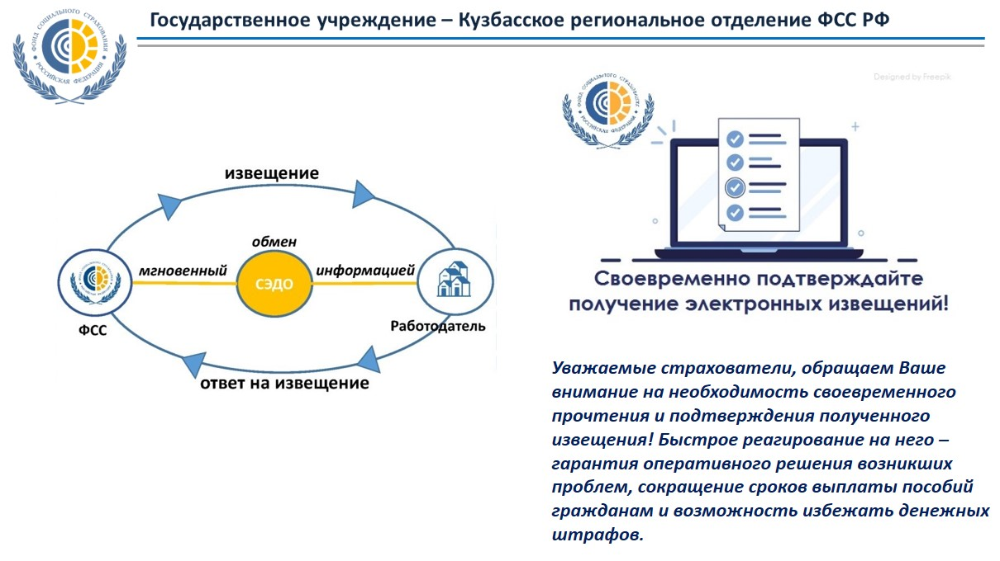 Государственное учреждение – Кузбасское региональное отделение ФСС РФ
ФОНД СОЦИАЛЬНОГО СТРАХОВАНИЯ
РОССИЙСКАЯ ФЕДЕРАЦИЯ
извещение
обмен
мгновенный
информацией
СЭДО
ФСС
Работодатель
ответ на извещение
Designed by Freepik
ФОНД СОЦИАЛЬНОГО СТРАХОВАНИЯ
РОССИЙСКАЯ ФЕДЕРАЦИЯ
Своевременно подтверждайте
получение электронных извещений!
Уважаемые страхователи, обращаем Ваше
внимание на необходимость своевременного
прочтения и подтверждения полученного
извещения! Быстрое реагирование на него –
гарантия оперативного решения возникших
проблем, сокращение сроков выплаты пособий
гражданам и возможность избежать денежных
штрафов.